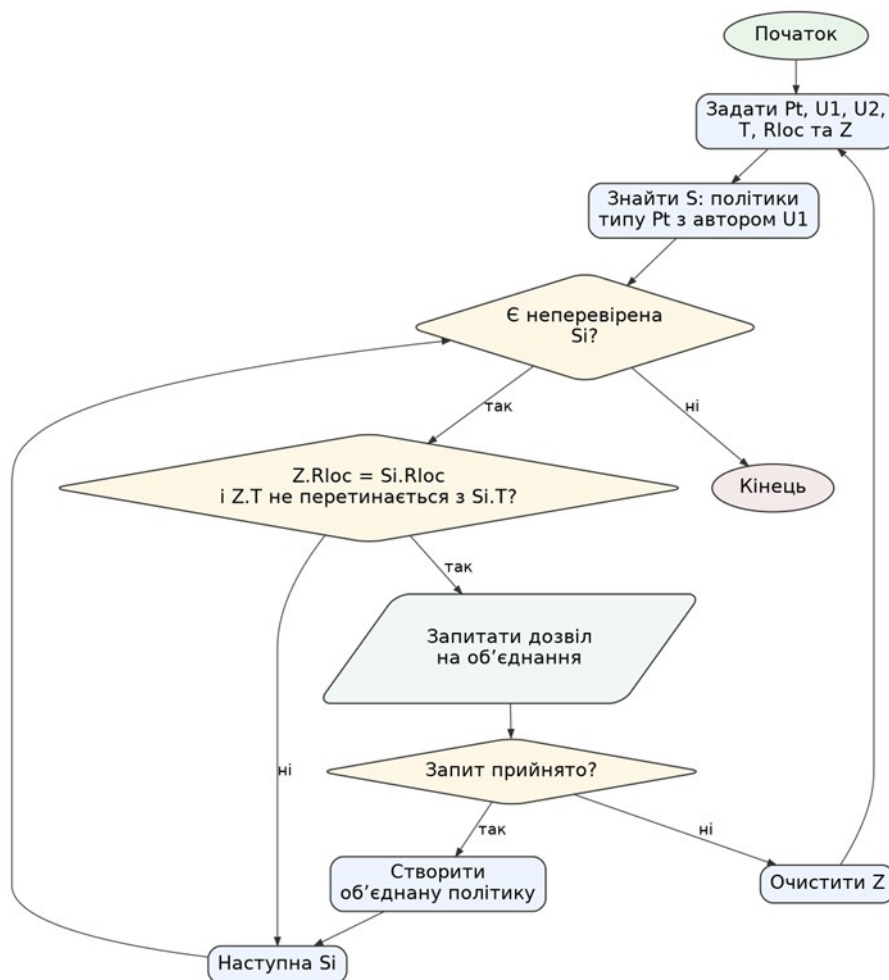 Початок
Задати Pt, U1, U2,
T, Rloc та Z
Знайти S: політики
типу Pt з автором U1
Є неперевірена
Si?
так
ні
Z.Rloc = Si.Rloc
і Z.T не перетинається з Si.T?
Кінець
так
Запитати дозвіл
на об’єднання
ні
Запит прийнято?
так
ні
Створити
об’єднану політику
Очистити Z
Наступна Si